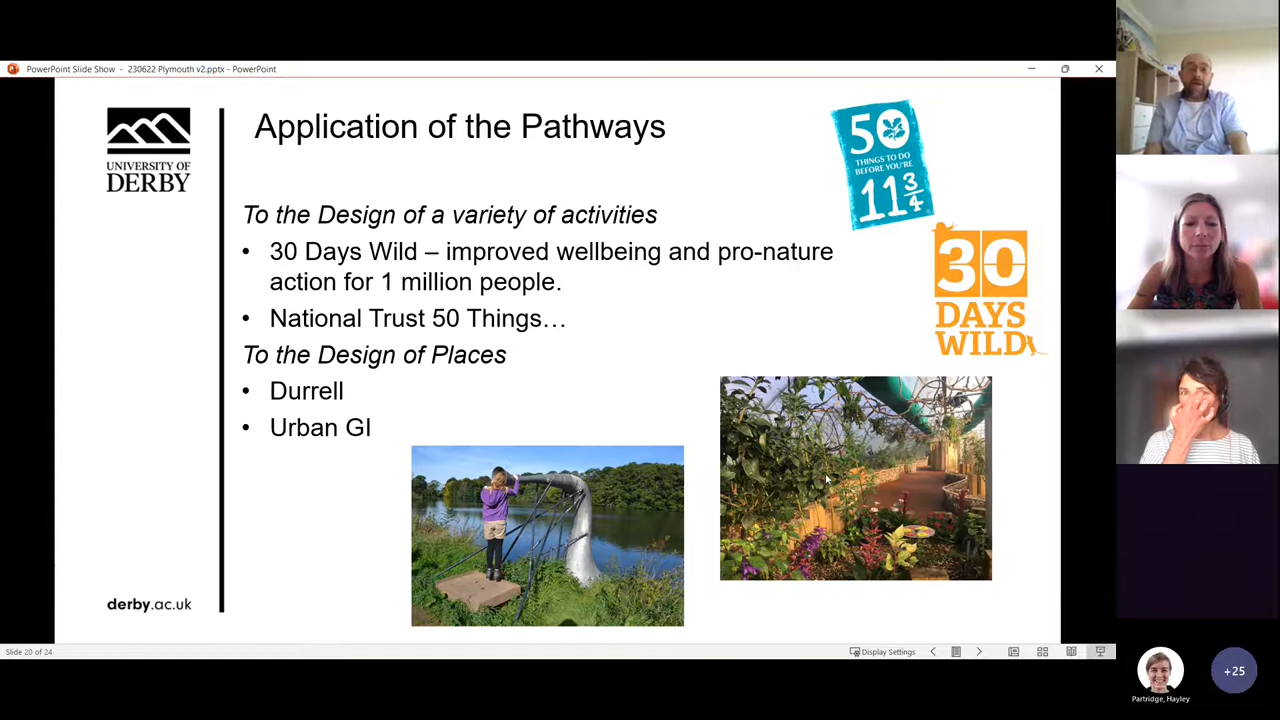 PowerPoint Slide Show - 230622 Plymouth v2.pptx - PowerPoint
UNIVERSITY OF
DERBY
Application of the Pathways
50
THINGS TO DO
BEFORE YOU'RE
11 3/4
To the Design of a variety of activities
• 30 Days Wild – improved wellbeing and pro-nature
action for 1 million people.
• National Trust 50 Things…
30
DAYS
WILD
To the Design of Places
• Durrell
• Urban GI
derby.ac.uk
Slide 20 of 24
Display Settings
Partridge, Hayley
+25